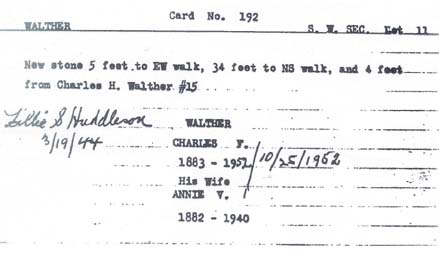 Card No. 192
WALTHER S. W. SEC. Lot 11
New stone 5 feet to EW walk, 34 feet to NS walk, and 4 feet
from Charles H. Walther #15
Lillie S Huddleson WALTHER
3/19/44 CHARLES F.
1883 - 1952 10/25/1952
His Wife
ANNIE V.
1882 - 1940